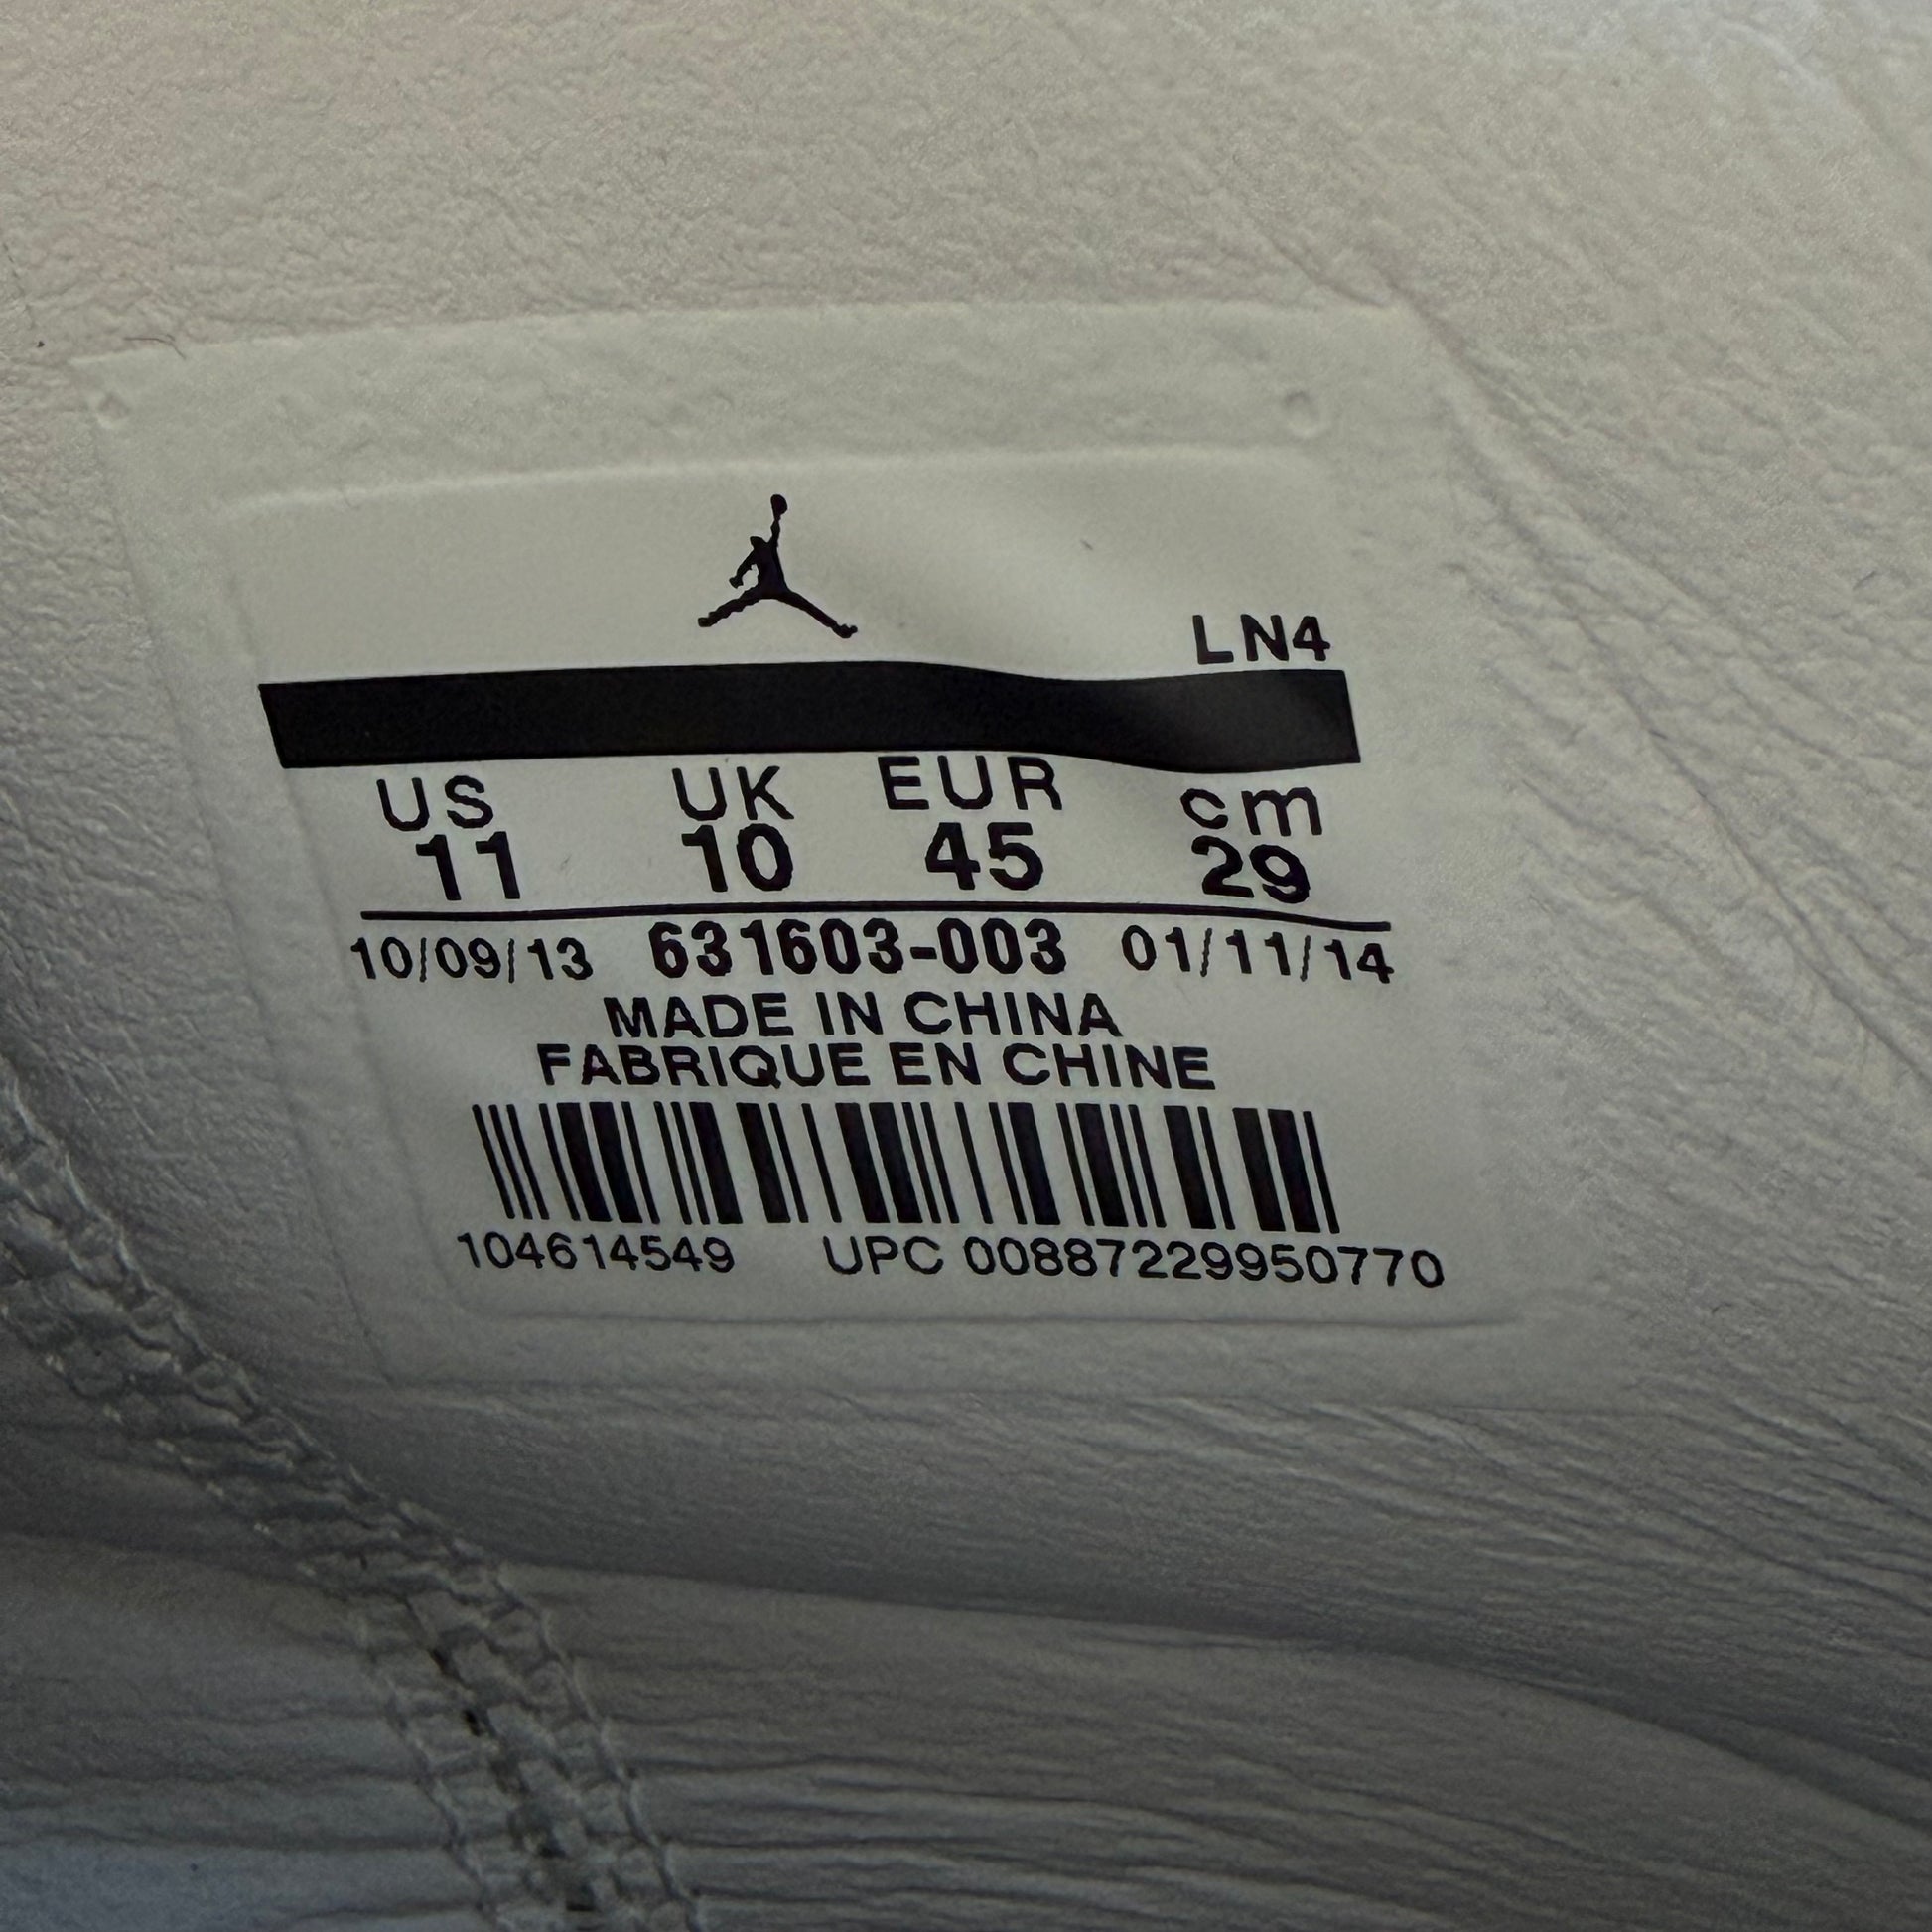 LN4
US UK EUR cm
11 10 45 29
10/09/13 631603-003 01/11/14
MADE IN CHINA
FABRIQUE EN CHINE
104614549 UPC 00887229950770